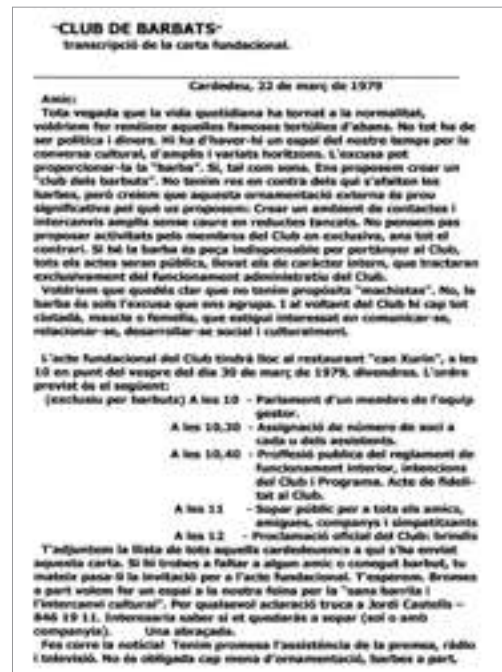 "CLUB DE BARBATS"
transcripció de la carta fundacional.
Cardedeu, 22 de març de 1979
Amic:
Tota vegada que la vida quotidiana ha tornat a la normalitat,
voldríem fer renéixer aquelles famoses tertúlies d'abans. No tot ha de
ser política i diners. Hi ha d'haver-hi un espai del nostre temps per la
conversa cultural, d'amplis i variats horitzons. L'excusa pot
proporcionar-la la "barba". Sí, tal com sona. Ens proposem crear un
"club dels barbuts". No tenim res en contra dels qui s'afeiten les
barbes, però creiem que aquesta ornamentació externa és prou
significativa pel què us proposem: Crear un ambient de contactes i
intercanvis amplis sense caure en reductes tancats. No pensem pas
proposar activitats pels membres del Club en exclusiva, ans tot el
contrari. Si bé la barba és peça indispensable per pertànyer al Club,
tots els actes seran públics, llevat els de caràcter intern, que tractaran
exclusivament del funcionament administratiu del Club.
Voldríem que quedés clar que no tenim propòsits "machistas". No, la
barba és sols l'excusa que ens agrupa. I al voltant del Club hi cap tot
ciutadà, mascle o femella, que estigui interessat en comunicar-se,
relacionar-se, desarrollar-se social i culturalment.
L'acte fundacional del Club tindrà lloc al restaurant "can Xurin", a les
10 en punt del vespre del dia 30 de març de 1979, divendres. L'ordre
previst és el següent:
(exclusiu per barbuts) A les 10 - Parlament d'un membre de l'equip
gestor.
A les 10,20 - Assignació de número de soci a
cada u dels assistents.
A les 10,40 - Proffesió publica del reglament de
funcionament interior, intencions
del Club i Programa. Acte de fideli-
tat al Club.
A les 11 - Sopar públic per a tots els amics,
amigues, companys i simpatitzants
A les 12 - Proclamació oficial del Club: brindis
T'adjuntem la llista de tots aquells cardedeuencs a qui s'ha enviat
aquesta carta. Si hi trobes a faltar a algun amic o conegut barbut, tu
mateix passa-li la invitació per a l'acte fundacional. T'esperem. Bromes
a part volem fer un espai a la nostra feina per la "sana barrila i
l'intercanvi cultural". Per qualsevol aclaració truca a Jordi Castells –
846 19 11. Interessaria saber si et quedaràs a sopar (sol o amb
companyia). Una abraçada.
Fes corre la notícia! Tenim promesa l'assistència de la premsa, ràdio
i televisió. No és obligada cap mena d'ornamentació, barbes a part.